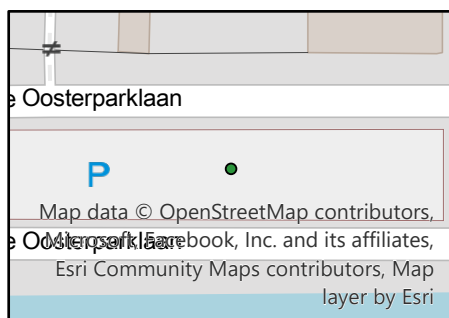 e Oosterparklaan
P
Map data © OpenStreetMap contributors,
e Oosterparklaan
Microsoft, Facebook, Inc. and its affiliates,
Esri Community Maps contributors, Map
layer by Esri